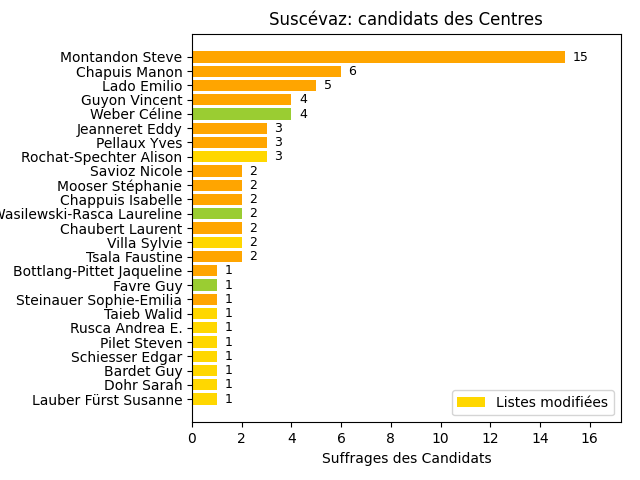 Suscévaz: candidats des Centres
Montandon Steve 15
Chapuis Manon 6
Lado Emilio 5
Guyon Vincent 4
Weber Céline 4
Jeanneret Eddy 3
Pellaux Yves 3
Rochat-Spechter Alison 3
Savioz Nicole 2
Mooser Stéphanie 2
Chappuis Isabelle 2
Laureline 2
Chaubert Laurent 2
Villa Sylvie 2
Tsala Faustine 2
Bottlang-Pittet Jaqueline 1
Favre Guy 1
Steinauer Sophie-Emilia 1
Taieb Walid 1
Rusca Andrea E. 1
Pilet Steven 1
Schiesser Edgar 1
Bardet Guy 1
Dohr Sarah 1
Lauber Fürst Susanne 1
Listes modifiées
0 2 4 6 8 10 12 14 16
Suffrages des Candidats